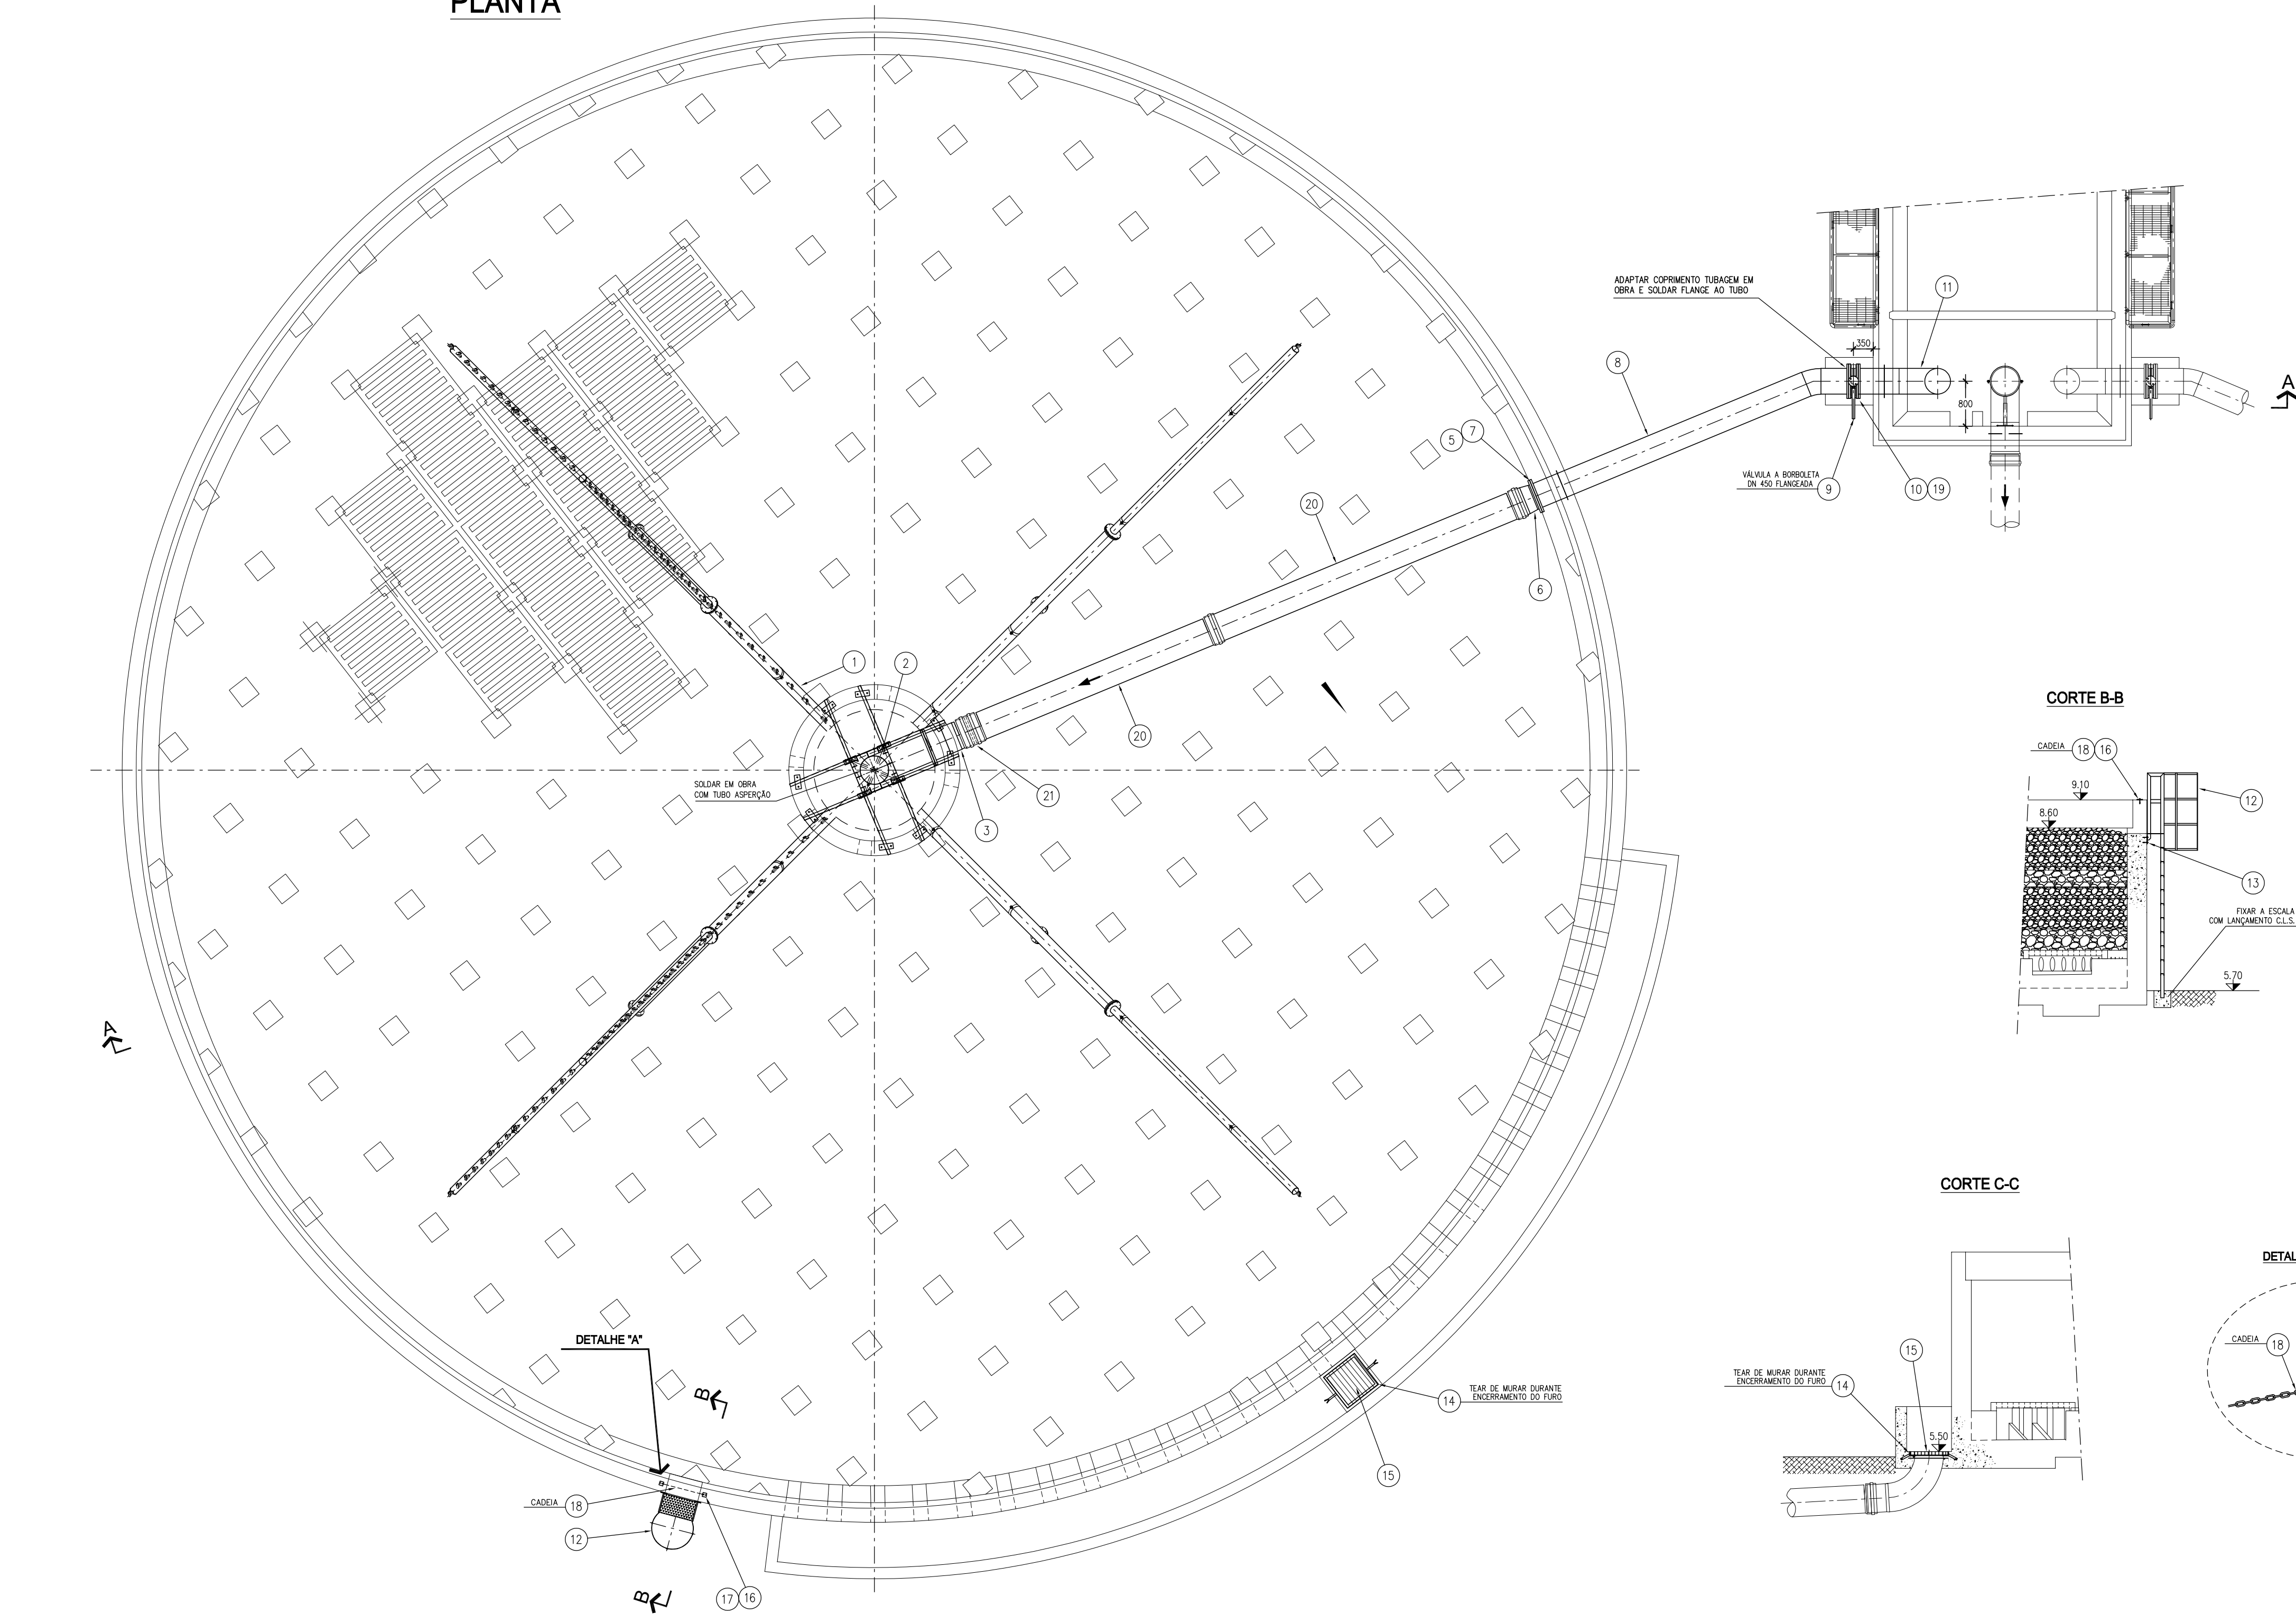 PLANTA
ADAPTAR COPRIMENTO TUBAGEM EM
OBRA E SOLDAR FLANGE AO TUBO
11
350
8
A
800
7
5
VÁLVULA A BORBOLETA
DN 450 FLANGEADA
9
10
19
20
6
1
2
CORTE B-B
CADEIA
18
16
20
SOLDAR EM OBRA
COM TUBO ASPERÇÃO
21
3
9.10
12
8.60
13
FIXAR A ESCALA
COM LANÇAMENTO C.L.S.
5.70
A
CORTE C-C
DETAL
DETALHE "A"
CADEIA
18
15
TEAR DE MURAR DURANTE
ENCERRAMENTO DO FURO
14
B
14
TEAR DE MURAR DURANTE
ENCERRAMENTO DO FURO
5.50
15
CADEIA
18
12
B
17
16